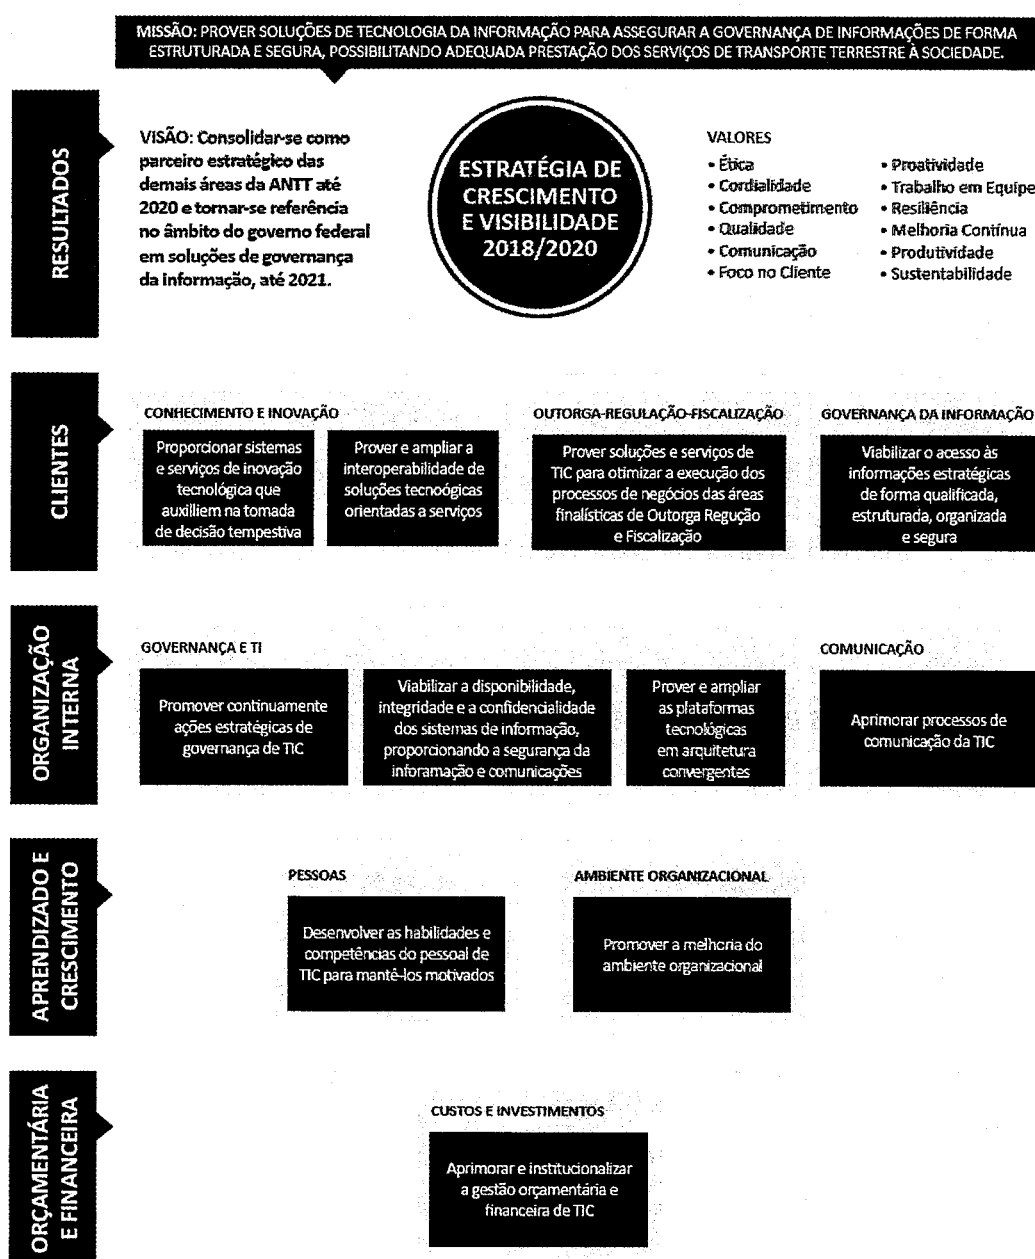 MISSÃO: PROVER SOLUÇÕES DE TECNOLOGIA DA INFORMAÇÃO PARA ASSEGURAR A GOVERNANÇA DE INFORMAÇÕES DE FORMA
ESTRUTURADA E SEGURA, POSSIBILITANDO ADEQUADA PRESTAÇÃO DOS SERVIÇOS DE TRANSPORTE TERRESTRE À SOCIEDADE.
RESULTADOS
VISÃO: Consolidar-se como
parceiro estratégico das
demais áreas da ANTT até
2020 e tornar-se referência
no âmbito do governo federal
em soluções de governança
da informação, até 2021.
ESTRATÉGIA DE
CRESCIMENTO
E VISIBILIDADE
2018/2020
VALORES
• Ética
• Cordialidade
• Comprometimento
• Qualidade
• Comunicação
• Foco no Cliente
• Proatividade
• Trabalho em Equipe
• Resiliência
• Melhoria Contínua
• Produtividade
• Sustentabilidade
CLIENTES
CONHECIMENTO E INOVAÇÃO
Proporcionar sistemas
e serviços de inovação
tecnológica que
auxilliem na tomada
de decisão tempestiva
Prover e ampliar a
interoperabilidade de
soluções tecnoógicas
orientadas a serviços
OUTORGA-REGULAÇÃO-FISCALIZAÇÃO
Prover soluções e serviços de
TIC para otimizar a execução dos
processos de negócios das áreas
finalísticas de Outorga Regução
e Fiscalização
GOVERNANÇA DA INFORMAÇÃO
Viabilizar o acesso às
informações estratégicas
de forma qualificada,
estruturada, organizada
e segura
ORGANIZAÇÃO
INTERNA
GOVERNANÇA E TI
Promover continuamente
ações estratégicas de
governança de TIC
Viabilizar a disponibilidade,
integridade e a confidencialidade
dos sistemas de informação,
proporcionando a segurança da
inforamação e comunicações
Prover e ampliar
as plataformas
tecnológicas
em arquitetura
convergentes
COMUNICAÇÃO
Aprimorar processos de
comunicação da TIC
APRENDIZADO E
CRESCIMENTO
PESSOAS
Desenvolver as habilidades e
competências do pessoal de
TIC para mantê-los motivados
AMBIENTE ORGANIZACIONAL
Promover a melhoria do
ambiente organizacional
ORÇAMENTÁRIA
E FINANCEIRA
CUSTOS E INVESTIMENTOS
Aprimorar e institucionalizar
a gestão orçamentária e
financeira de TIC